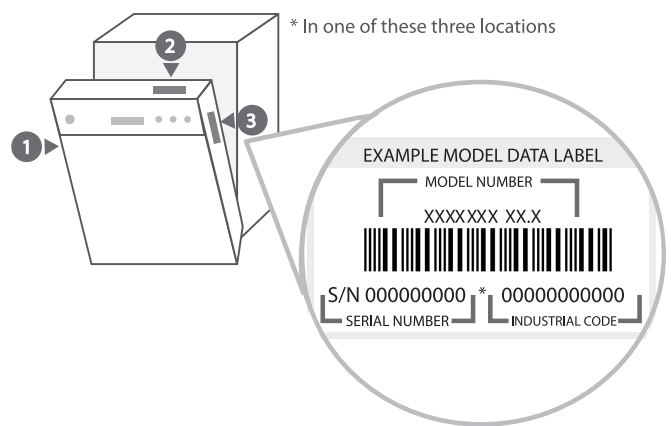 * In one of these three locations
2
3
1
EXAMPLE MODEL DATA LABEL
MODEL NUMBER
XXXXXXX XX.X
S/N 000000000 * 00000000000
SERIAL NUMBER
INDUSTRIAL CODE